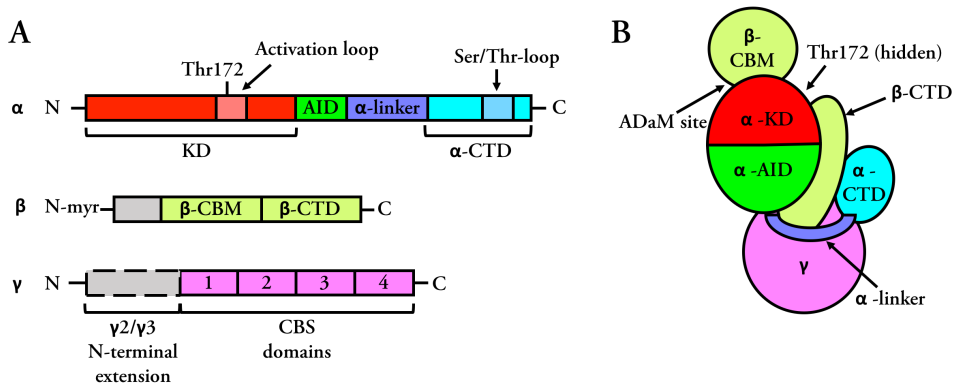 A
Activation loop
Thr172
Ser/Thr-loop
α N AID α-linker C
KD
α-CTD
β N-myr β-CBM β-CTD C
γ N 1 2 3 4 C
γ2/γ3
N-terminal
extension
CBS
domains
B
β-
CBM
Thr172 (hidden)
β-CTD
ADaM site
α -KD
α -AID
α -
CTD
γ
α -linker